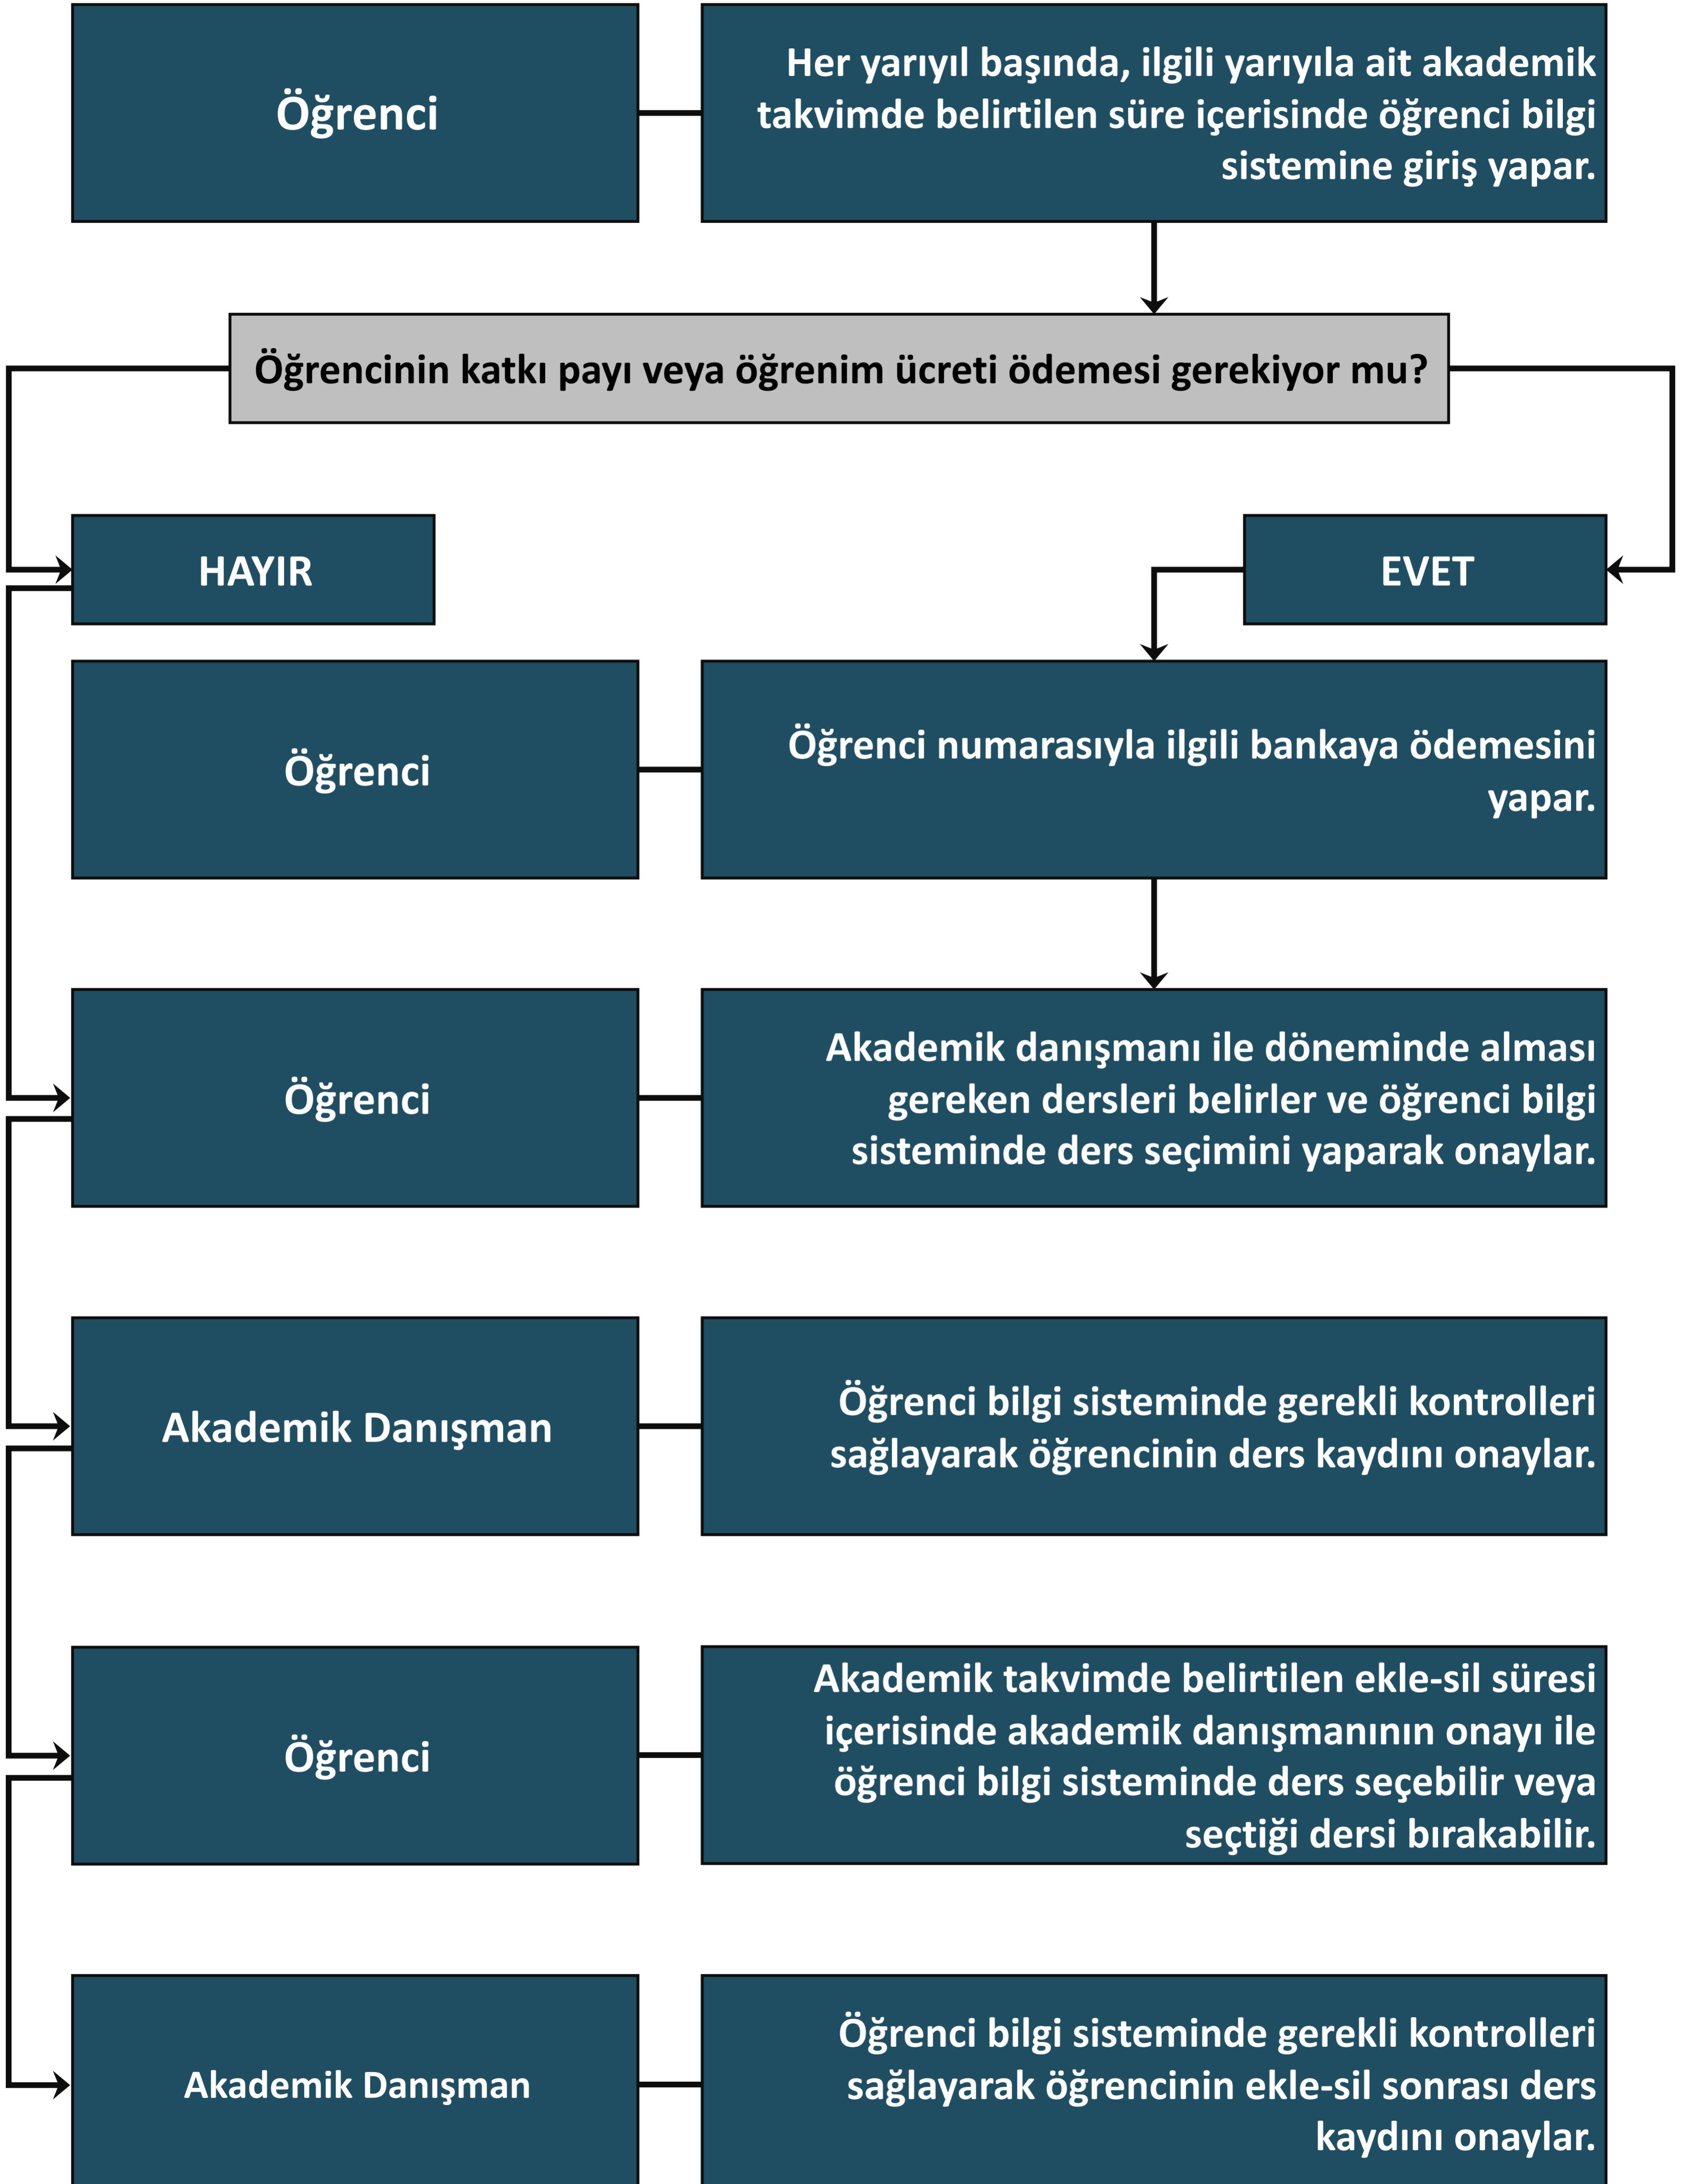 Öğrenci
Her yarıyıl başında, ilgili yarıyıla ait akademik
takvimde belirtilen süre içerisinde öğrenci bilgi
sistemine giriş yapar.
Öğrencinin katkı payı veya öğrenim ücreti ödemesi gerekiyor mu?
HAYIR
EVET
Öğrenci
Öğrenci numarasıyla ilgili bankaya ödemesini
yapar.
Öğrenci
Akademik danışmanı ile döneminde alması
gereken dersleri belirler ve öğrenci bilgi
sisteminde ders seçimini yaparak onaylar.
Akademik Danışman
Öğrenci bilgi sisteminde gerekli kontrolleri
sağlayarak öğrencinin ders kaydını onaylar.
Öğrenci
Akademik takvimde belirtilen ekle-sil süresi
içerisinde akademik danışmanının onayı ile
öğrenci bilgi sisteminde ders seçebilir veya
seçtiği dersi bırakabilir.
Akademik Danışman
Öğrenci bilgi sisteminde gerekli kontrolleri
sağlayarak öğrencinin ekle-sil sonrası ders
kaydını onaylar.